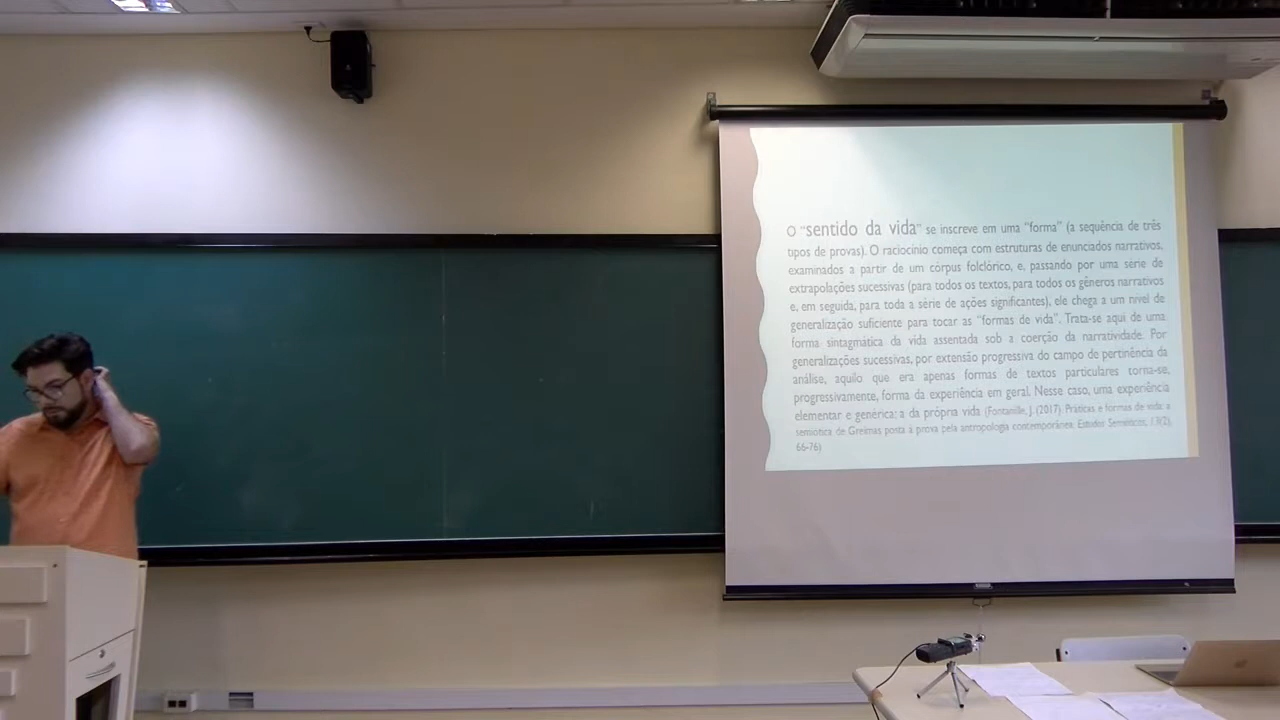 O "sentido da vida" se inscreve em uma "forma" (a sequência de três
tipos de provas). O raciocínio começa com estruturas de enunciados narrativos,
examinados a partir de um córpus folclórico, e, passando por uma série de
extrapolações sucessivas (para todos os textos, para todos os gêneros narrativos
e, em seguida, para toda a série de ações significantes), ele chega a um nível de
generalização suficiente para tocar as "formas de vida". Trata-se aqui de uma
forma sintagmática da vida assentada sob a coerção da narratividade. Por
generalizações sucessivas, por extensão progressiva do campo de pertinência da
análise, aquilo que era apenas formas de textos particulares torna-se,
progressivamente, forma da experiência em geral. Nesse caso, uma experiência
elementar e genérica: a da própria vida (Fontanille, J. (2017). Práticas e formas de vida: a
semiótica de Greimas posta à prova pela antropologia contemporânea. Estudos Semióticos, 13(2),
66-76)